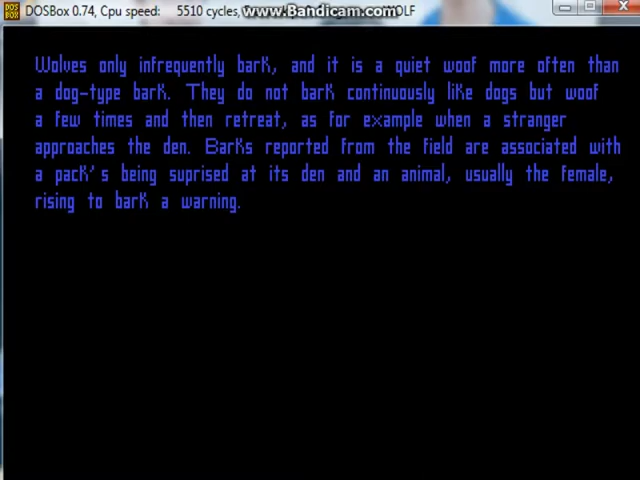 DOSBox 0.74, Cpu speed: 5510 cycles, www.Bandicam.com OLF
Wolves only infrequently bark, and it is a quiet woof more often than
a dog-type bark. They do not bark continuously like dogs but woof
a few times and then retreat, as for example when a stranger
approaches the den. Barks reported from the field are associated with
a pack's being suprised at its den and an animal, usually the female,
rising to bark a warning.